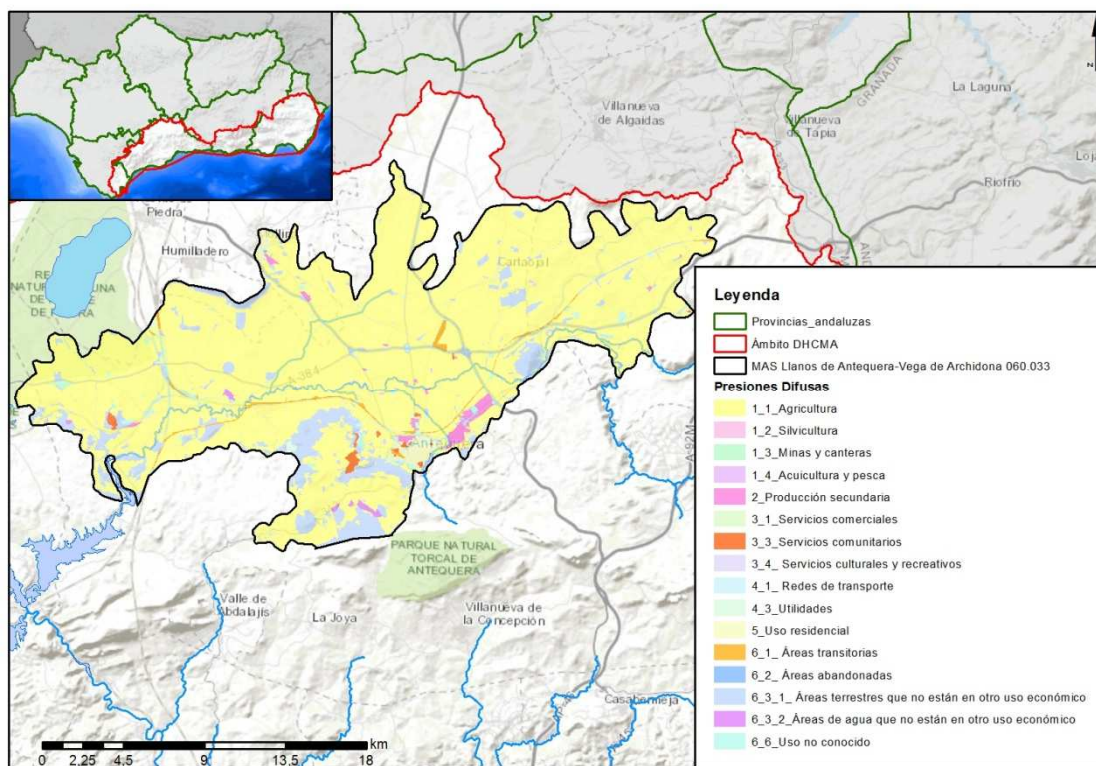 GRANADA
La Laguna
Villanueva
de Algaidas
Villanueva
de Tapia
Loja
Riofrio
N
Piedra
Humilladero
Cartaojal
A-384
Antequera
A-92M
PARQUE NATURAL
TORCAL DE
ANTEQUERA
Valle de
Abdalajís
La Joya
Villanueva de
la Concepción
Casabermeja
km
0 2,25 4,5 9 13,5 18
Leyenda
Provincias_andaluzas
Ámbito DHCMA
MAS Llanos de Antequera-Vega de Archidona 060.033
Presiones Difusas
1_1_Agricultura
1_2_Silvicultura
1_3_Minas y canteras
1_4_Acuicultura y pesca
2_Producción secundaria
3_1_Servicios comerciales
3_3_Servicios comunitarios
3_4_ Servicios culturales y recreativos
4_1_ Redes de transporte
4_3_Utilidades
5_Uso residencial
6_1_ Áreas transitorias
6_2_ Áreas abandonadas
6_3_1_ Áreas terrestres que no están en otro uso económico
6_3_2_Áreas de agua que no están en otro uso económico
6_6_Uso no conocido